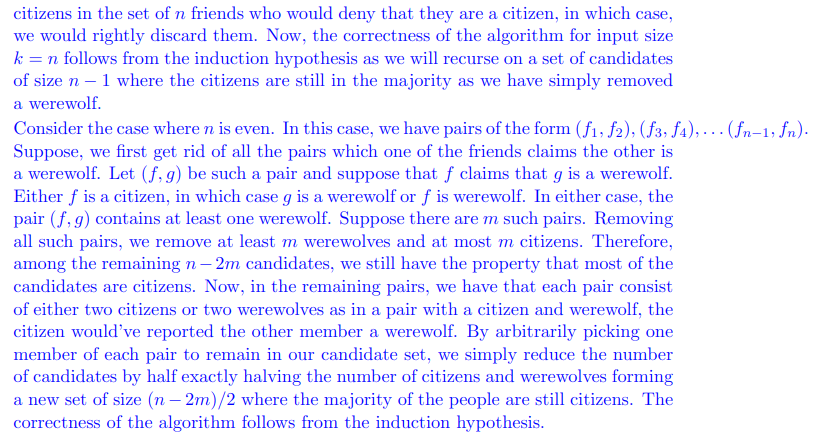 citizens in the set of n friends who would deny that they are a citizen, in which case,
we would rightly discard them. Now, the correctness of the algorithm for input size
k = n follows from the induction hypothesis as we will recurse on a set of candidates
of size n − 1 where the citizens are still in the majority as we have simply removed
a werewolf.
Consider the case where n is even. In this case, we have pairs of the form (f₁, f₂), (f₃, f₄), . . . (fₙ₋₁, fₙ).
Suppose, we first get rid of all the pairs which one of the friends claims the other is
a werewolf. Let (f, g) be such a pair and suppose that f claims that g is a werewolf.
Either f is a citizen, in which case g is a werewolf or f is werewolf. In either case, the
pair (f, g) contains at least one werewolf. Suppose there are m such pairs. Removing
all such pairs, we remove at least m werewolves and at most m citizens. Therefore,
among the remaining n − 2m candidates, we still have the property that most of the
candidates are citizens. Now, in the remaining pairs, we have that each pair consist
of either two citizens or two werewolves as in a pair with a citizen and werewolf, the
citizen would've reported the other member a werewolf. By arbitrarily picking one
member of each pair to remain in our candidate set, we simply reduce the number
of candidates by half exactly halving the number of citizens and werewolves forming
a new set of size (n − 2m)/2 where the majority of the people are still citizens. The
correctness of the algorithm follows from the induction hypothesis.